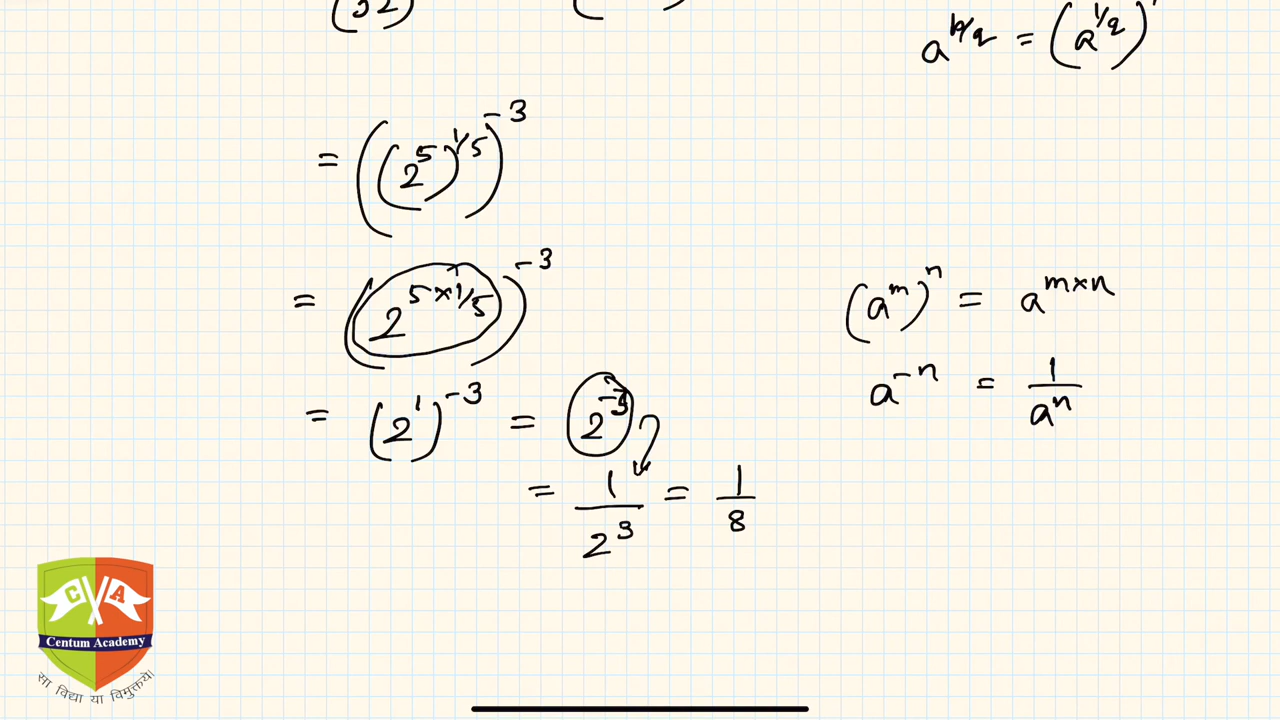 (32)
a^{p/q} = (a^{1/q})
= ((2^5)^{1/5})^{-3}
= (2^{5×1/5})^{-3}
(a^m)^n = a^{m×n}
a^{-n} = 1/a^n
= (2^1)^{-3} = 2^{-3}
= 1/2^3 = 1/8
C A
Centum Academy
सा विद्या या विमुक्तये।